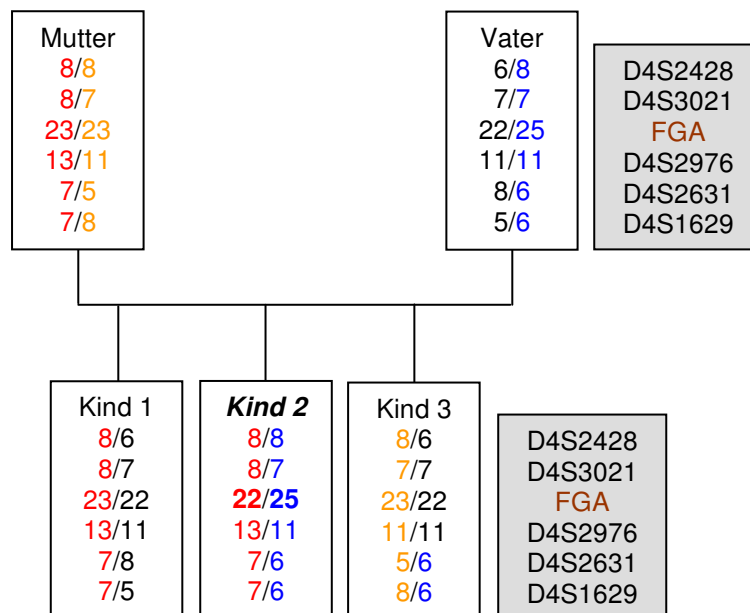 Mutter
8/8
8/7
23/23
13/11
7/5
7/8
Vater
6/8
7/7
22/25
11/11
8/6
5/6
D4S2428
D4S3021
FGA
D4S2976
D4S2631
D4S1629
Kind 1
8/6
8/7
23/22
13/11
7/8
7/5
Kind 2
8/8
8/7
22/25
13/11
7/6
7/6
Kind 3
8/6
7/7
23/22
11/11
5/6
8/6
D4S2428
D4S3021
FGA
D4S2976
D4S2631
D4S1629